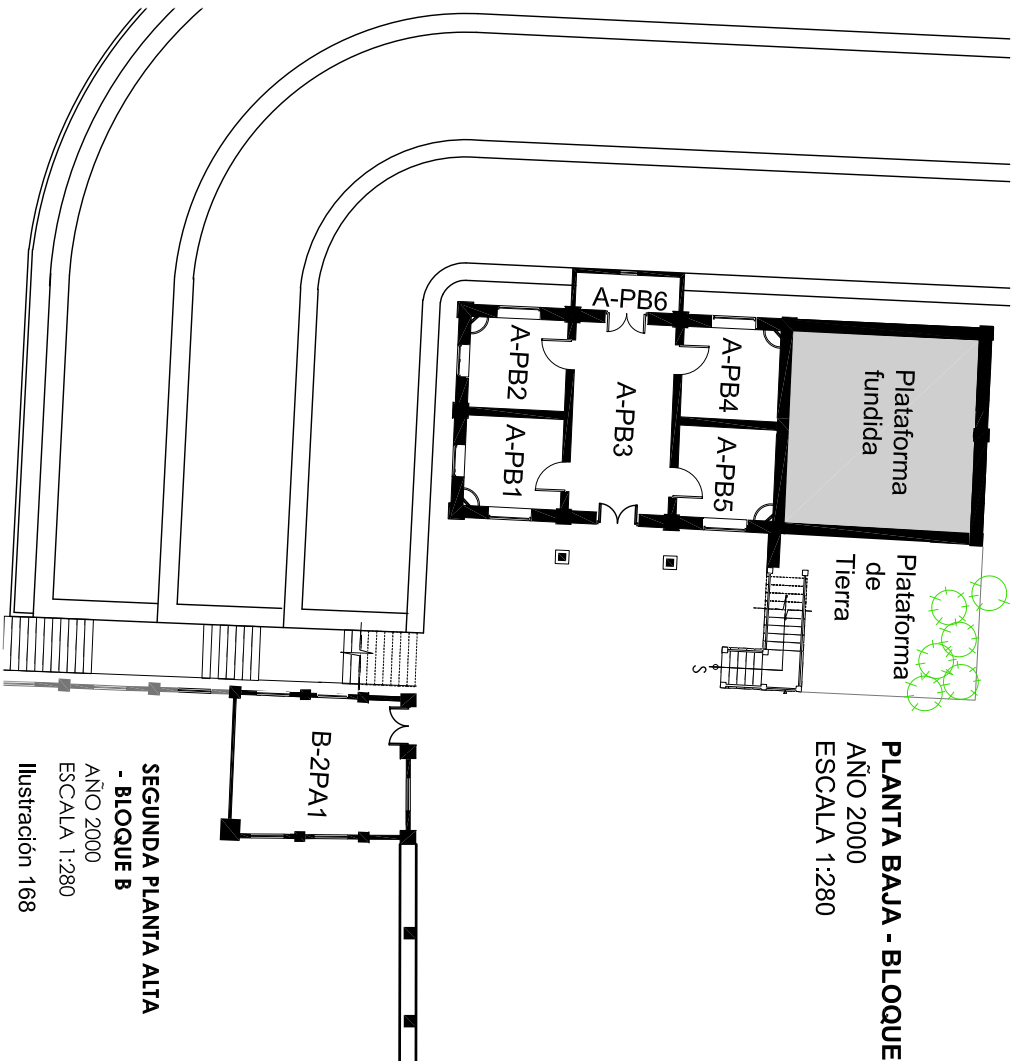 A-PB6
A-PB2
A-PB4
A-PB3
A-PB1
A-PB5
Plataforma
fundida
Plataforma
de
Tierra
S
PLANTA BAJA - BLOQUE
AÑO 2000
ESCALA 1:280
B-2PA1
SEGUNDA PLANTA ALTA
- BLOQUE B
AÑO 2000
ESCALA 1:280
Ilustración 168